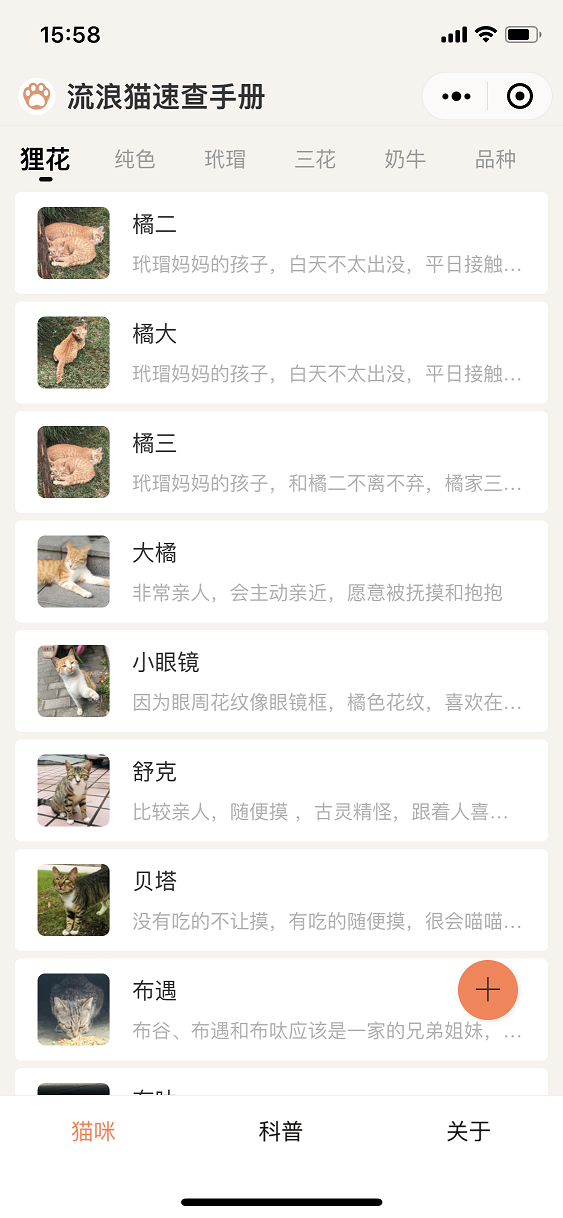 15:58
流浪猫速查手册
狸花 纯色 玳瑁 三花 奶牛 品种
橘二
玳瑁妈妈的孩子，白天不太出没，平日接触...
橘大
玳瑁妈妈的孩子，白天不太出没，平日接触...
橘三
玳瑁妈妈的孩子，和橘二不离不弃，橘家三...
大橘
非常亲人，会主动亲近，愿意被抚摸和抱抱
小眼镜
因为眼周花纹像眼镜框，橘色花纹，喜欢在...
舒克
比较亲人，随便摸 ，古灵精怪，跟着人喜...
贝塔
没有吃的不让摸，有吃的随便摸，很会喵喵...
布遇
布谷、布遇和布呔应该是一家的兄弟姐妹，...
猫咪 科普 关于